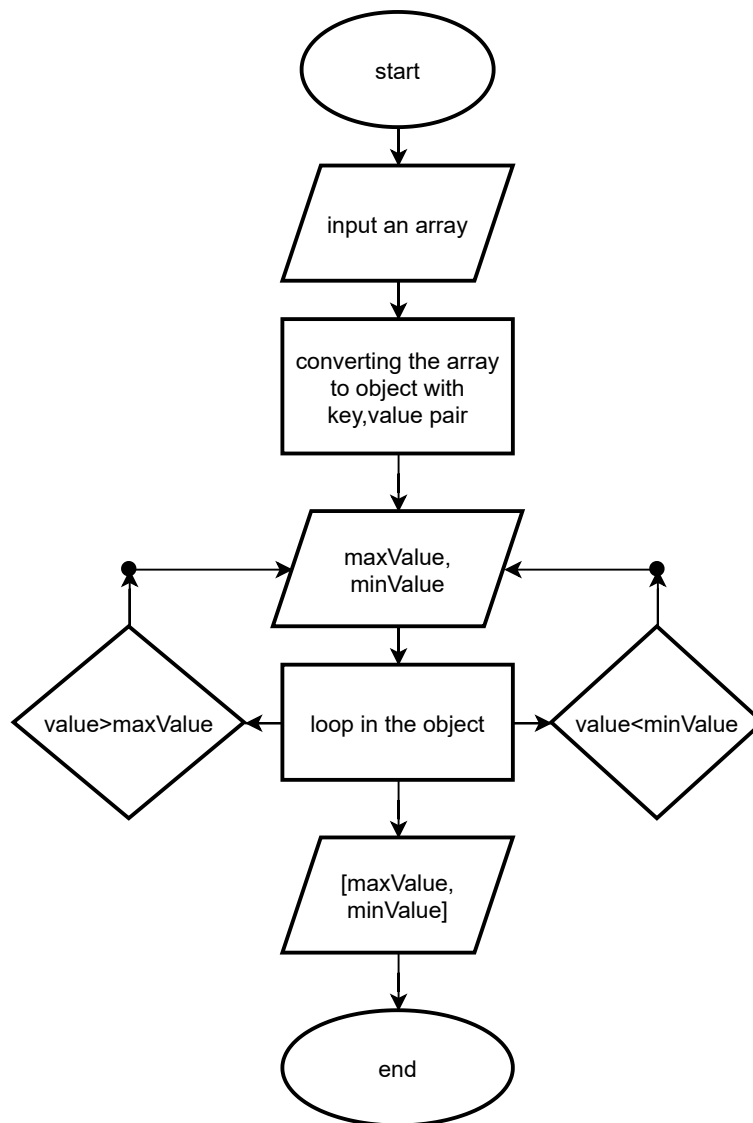 start
input an array
converting the array
to object with
key,value pair
maxValue,
minValue
value>maxValue
loop in the object
value<minValue
[maxValue,
minValue]
end